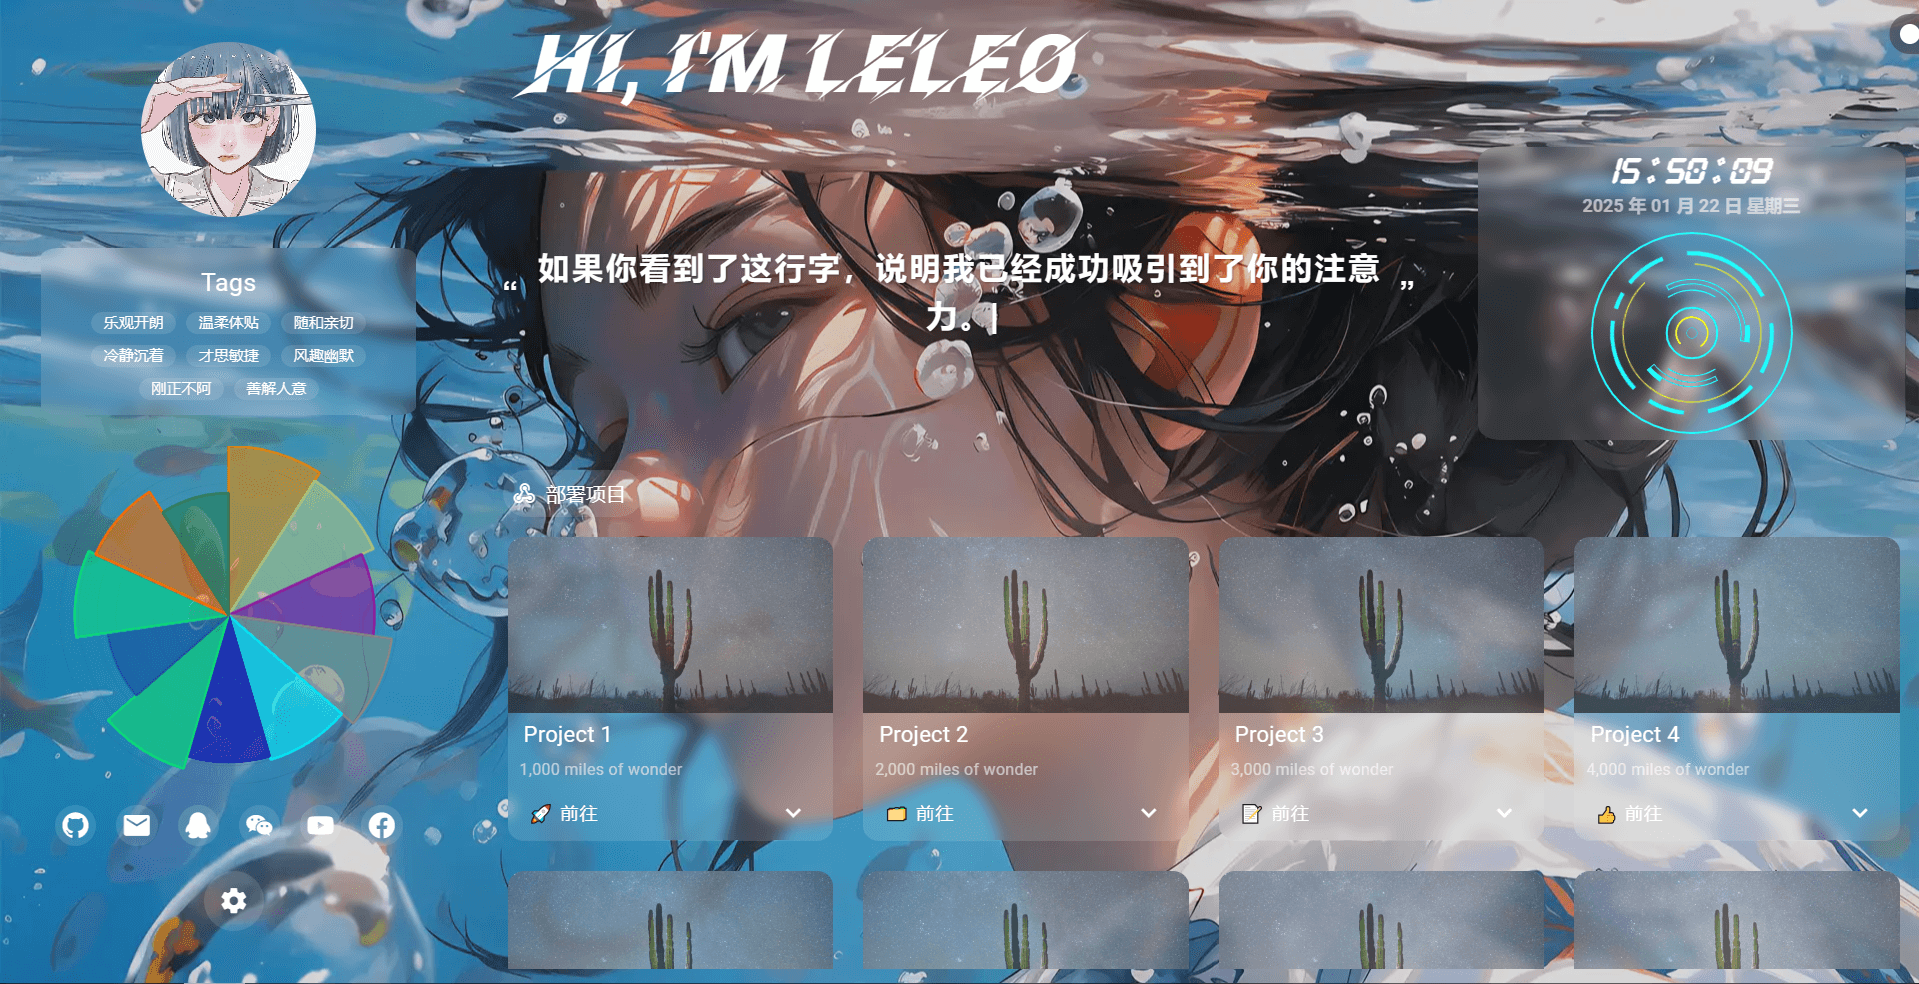 HI, I'M LELEO
Tags
乐观开朗 温柔体贴 随和亲切
冷静沉着 才思敏捷 风趣幽默
刚正不阿 善解人意
“ 如果你看到了这行字，说明我已经成功吸引到了你的注意 ”
力。|
15:50:09
2025 年 01 月 22 日 星期三
部署项目
Project 1
1,000 miles of wonder
前往
Project 2
2,000 miles of wonder
前往
Project 3
3,000 miles of wonder
前往
Project 4
4,000 miles of wonder
前往